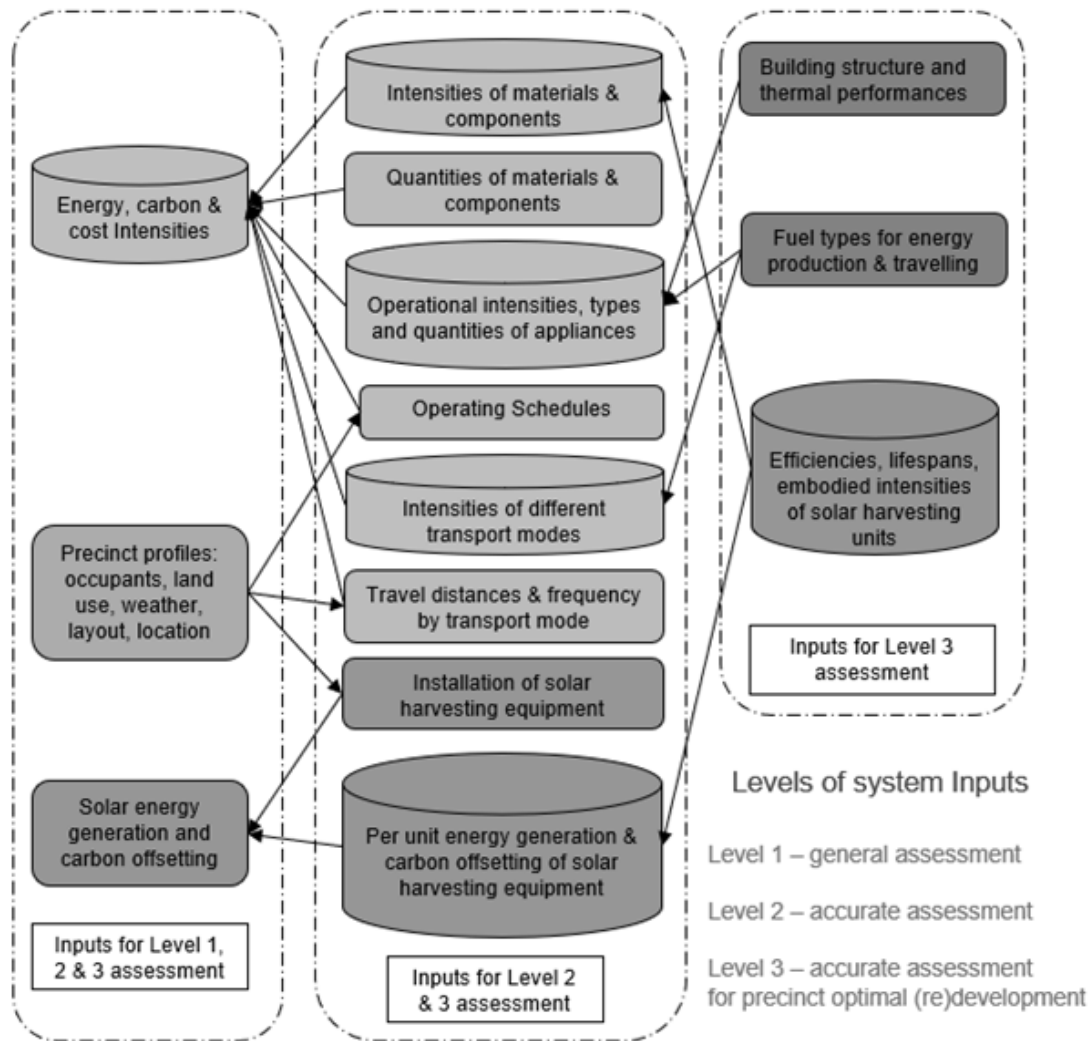 Energy, carbon &
cost Intensities
Precinct profiles:
occupants, land
use, weather,
layout, location
Solar energy
generation and
carbon offsetting
Inputs for Level 1,
2 & 3 assessment
Intensities of materials &
components
Quantities of materials &
components
Operational intensities, types
and quantities of appliances
Operating Schedules
Intensities of different
transport modes
Travel distances & frequency
by transport mode
Installation of solar
harvesting equipment
Per unit energy generation &
carbon offsetting of solar
harvesting equipment
Inputs for Level 2
& 3 assessment
Building structure and
thermal performances
Fuel types for energy
production & travelling
Efficiencies, lifespans,
embodied intensities
of solar harvesting
units
Inputs for Level 3
assessment
Levels of system Inputs
Level 1 – general assessment
Level 2 – accurate assessment
Level 3 – accurate assessment
for precinct optimal (re)development